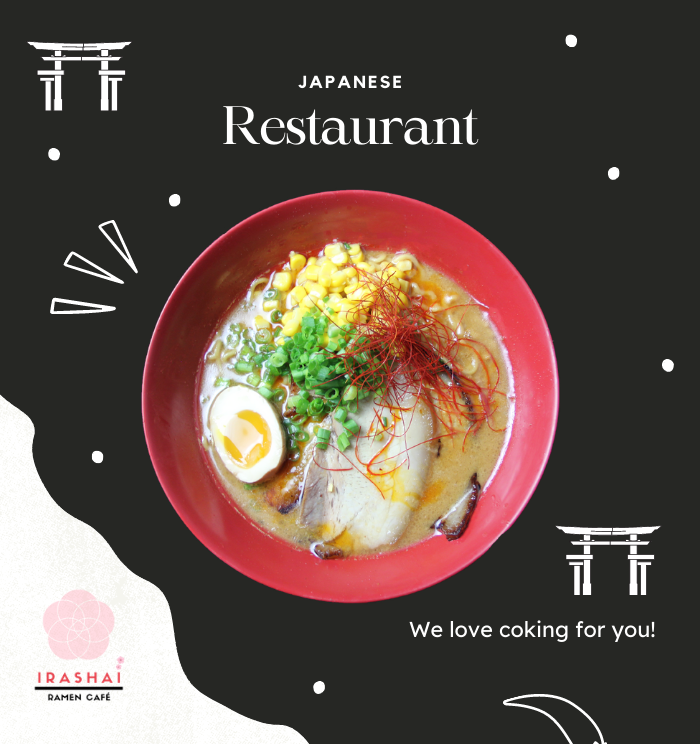 JAPANESE
Restaurant
We love coking for you!
IRASHAI
RAMEN CAFÉ